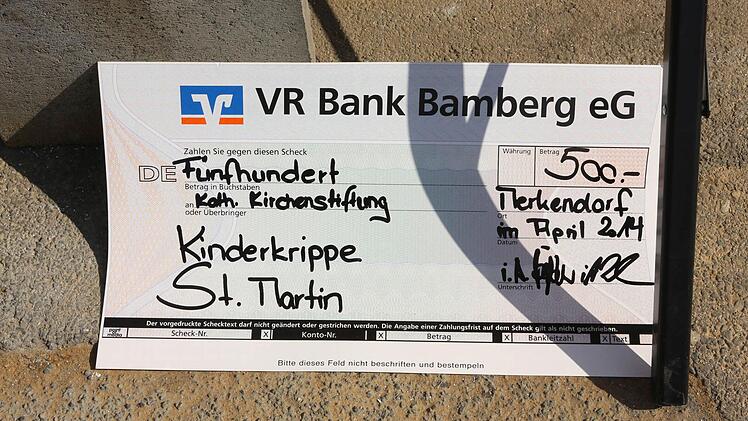 VR Bank Bamberg eG
Zahlen Sie gegen diesen Scheck
Währung
Betrag
500.-
DE
Fünfhundert
Betrag in Buchstaben
Kath. Kirchenstiftung
an
oder Überbringer
Merkendorf
Ort
im April 2014
Datum
Kinderkrippe
St. Martin
Unterschrift
Der vorgedruckte Schecktext darf nicht geändert oder gestrichen werden. Die Angabe einer Zahlungsfrist auf dem Scheck gilt als nicht geschrieben.
Scheck-Nr. X Konto-Nr. X Betrag X Bankleitzahl X Text
Bitte dieses Feld nicht beschriften und bestempeln